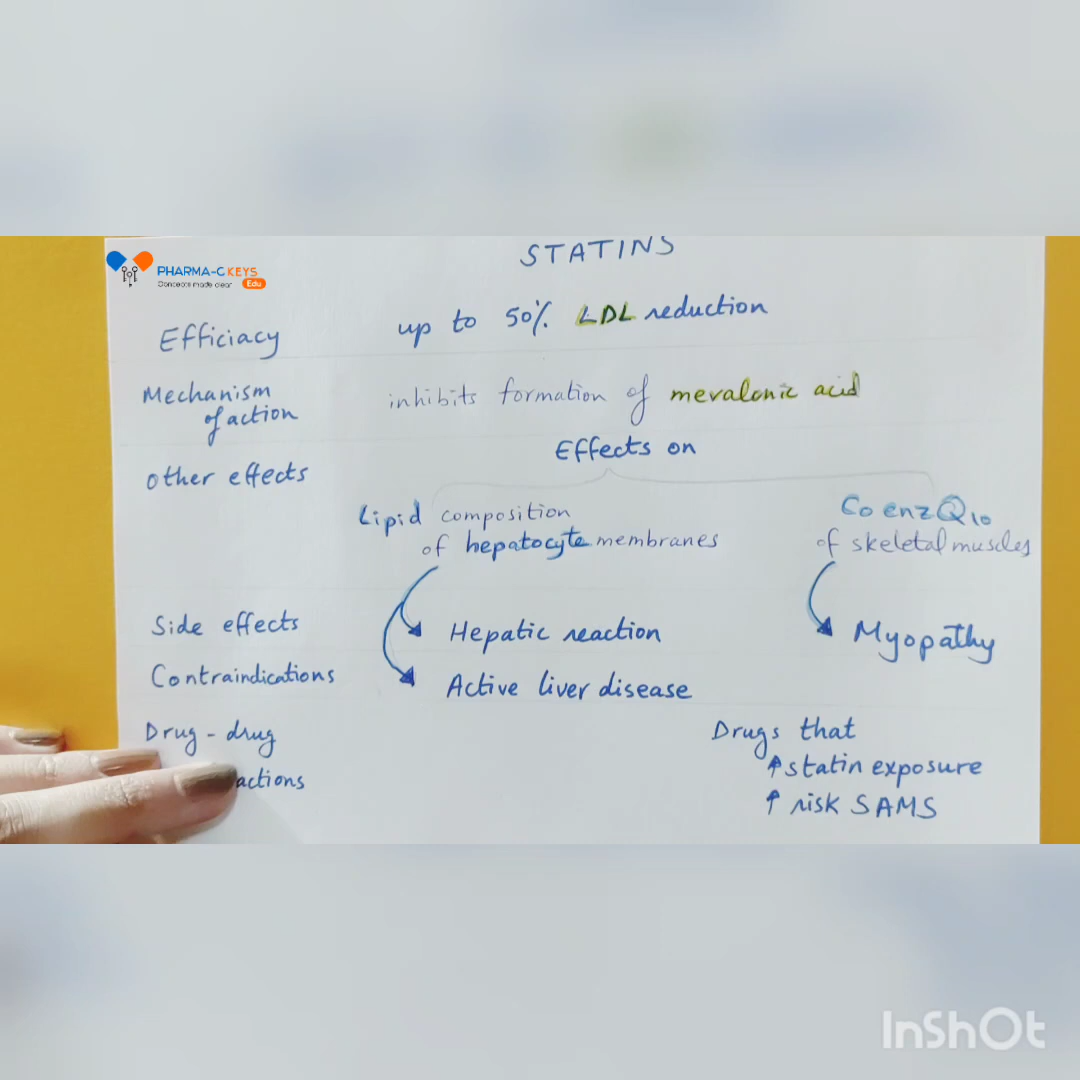 STATINS
PHARMA-C KEYS
Concepts made clear Edu
Efficiacy up to 50% LDL reduction
Mechanism of action inhibits formation of mevalonic acid
Effects on
Other effects
Lipid composition
of hepatocyte membranes
CoenzQ10
of skeletal muscles
Side effects Hepatic reaction Myopathy
Contraindications Active liver disease
Drug - drug
actions
Drugs that
↑ statin exposure
↑ risk SAMS
InShOt